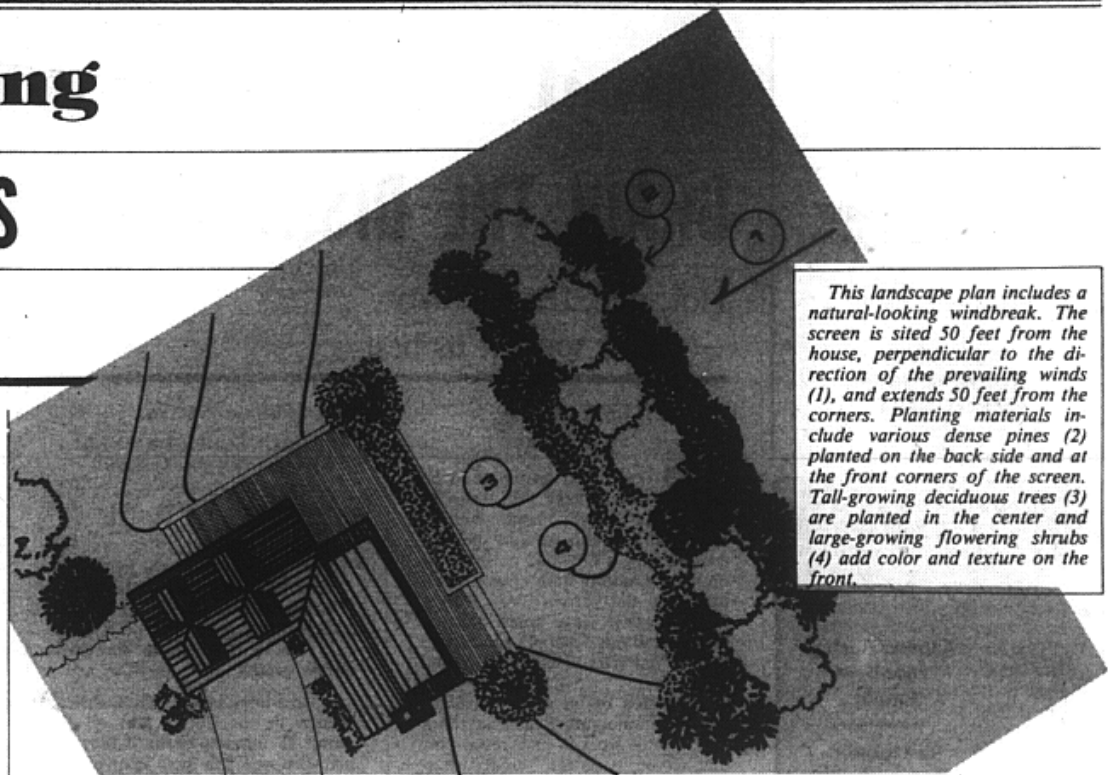 ng
S
This landscape plan includes a
natural-looking windbreak. The
screen is sited 50 feet from the
house, perpendicular to the di-
rection of the prevailing winds
(1), and extends 50 feet from the
corners. Planting materials in-
clude various dense pines (2)
planted on the back side and at
the front corners of the screen.
Tall-growing deciduous trees (3)
are planted in the center and
large-growing flowering shrubs
(4) add color and texture on the
front.